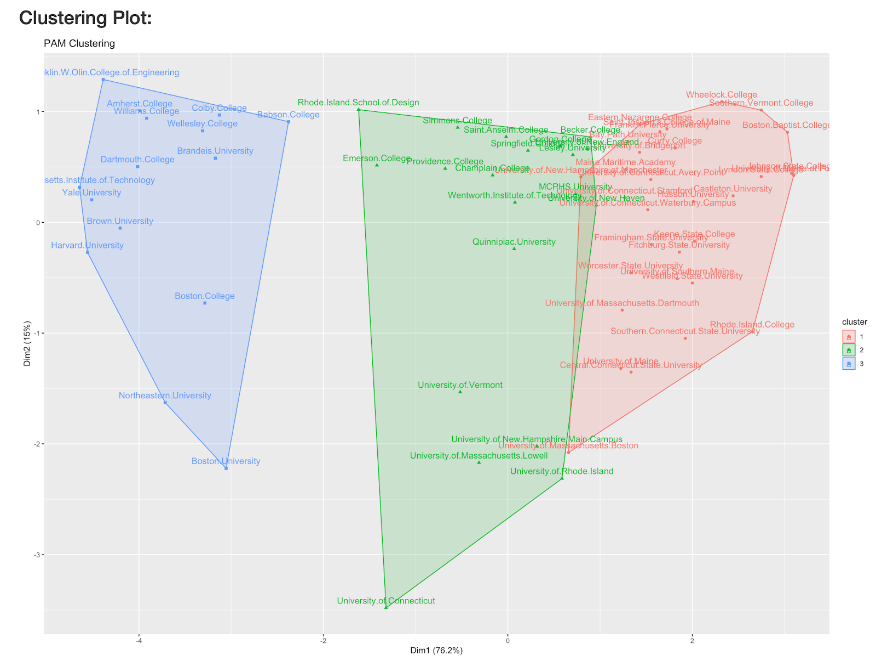 Clustering Plot:
PAM Clustering
klin.W.Olin.College.of.Engineering
Wheelock.College
Southern.Vermont.College
Amherst.College
Williams.College
Colby.College
Babson.College
Rhode.Island.School.of.Design
Simmons.College
Wellesley.College
Saint.Anselm.College
Becker.College
Eastern.Nazarene.College
Boston.Baptist.Colleg
Gordon.College
Curry.College
Lesley.University
Brandeis.University
Dartmouth.College
Emerson.College
Providence.College
Champlain.College
Maine.Maritime.Academy
setts.Institute.of.Technology
Yale.University
MCPHS.University
Castleton.University
Wentworth.Institute.of.Technology
University.of.New.Haven
University.of.Connecticut.Waterbury.Campus
Brown.University
Harvard.University
Quinnipiac.University
Keene.State.College
Framingham.State.University
Fitchburg.State.University
Worcester.State.University
University.of.Southern.Maine
Westfield.State.University
Boston.College
University.of.Massachusetts.Dartmouth
Rhode.Island.College
Southern.Connecticut.State.University
University.of.Maine
Central.Connecticut.State.University
University.of.Vermont
Northeastern.University
University.of.New.Hampshire.Main.Campus
University.of.Massachusetts.Boston
University.of.Massachusetts.Lowell
Boston.University
University.of.Rhode.Island
University.of.Connecticut
1
0
-1
-2
-3
Dim2 (15%)
-4
-2
0
2
Dim1 (76.2%)
cluster
1
2
3